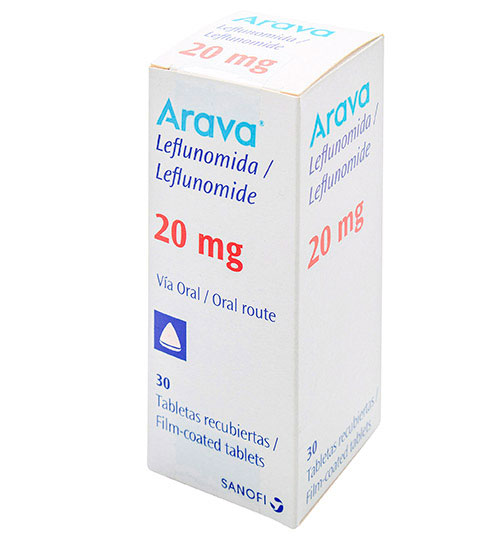 Arava
Leflunomida /
Leflunomide
20 mg
Arava®
Leflunomida /
Leflunomide
20 mg
Vía Oral / Oral route
30
Tabletas recubiertas /
Film-coated tablets
SANOFI
Arava
Leflunomida /
Leflunomide
20 mg
30
Tabletas recubiertas /
Film-coated tablets